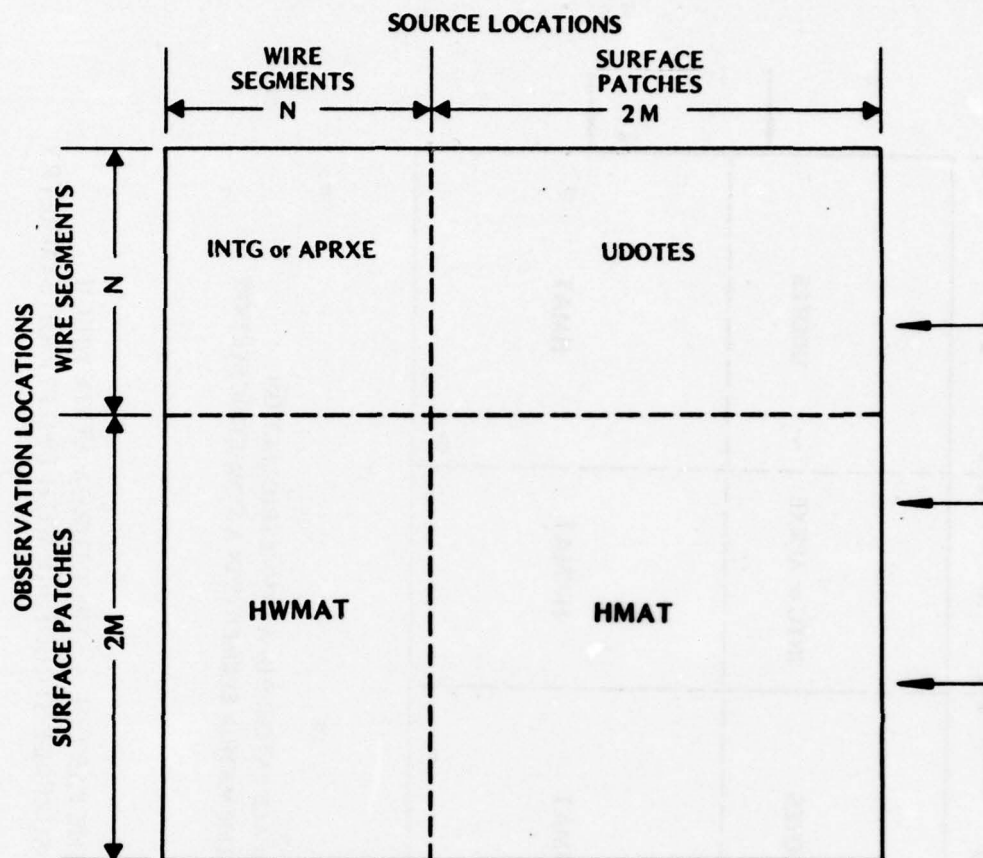 SOURCE LOCATIONS
WIRE
SEGMENTS
N
SURFACE
PATCHES
2 M
OBSERVATION LOCATIONS
WIRE SEGMENTS
N
INTG or APRXE
UDOTES
SURFACE PATCHES
2M
HWMAT
HMAT